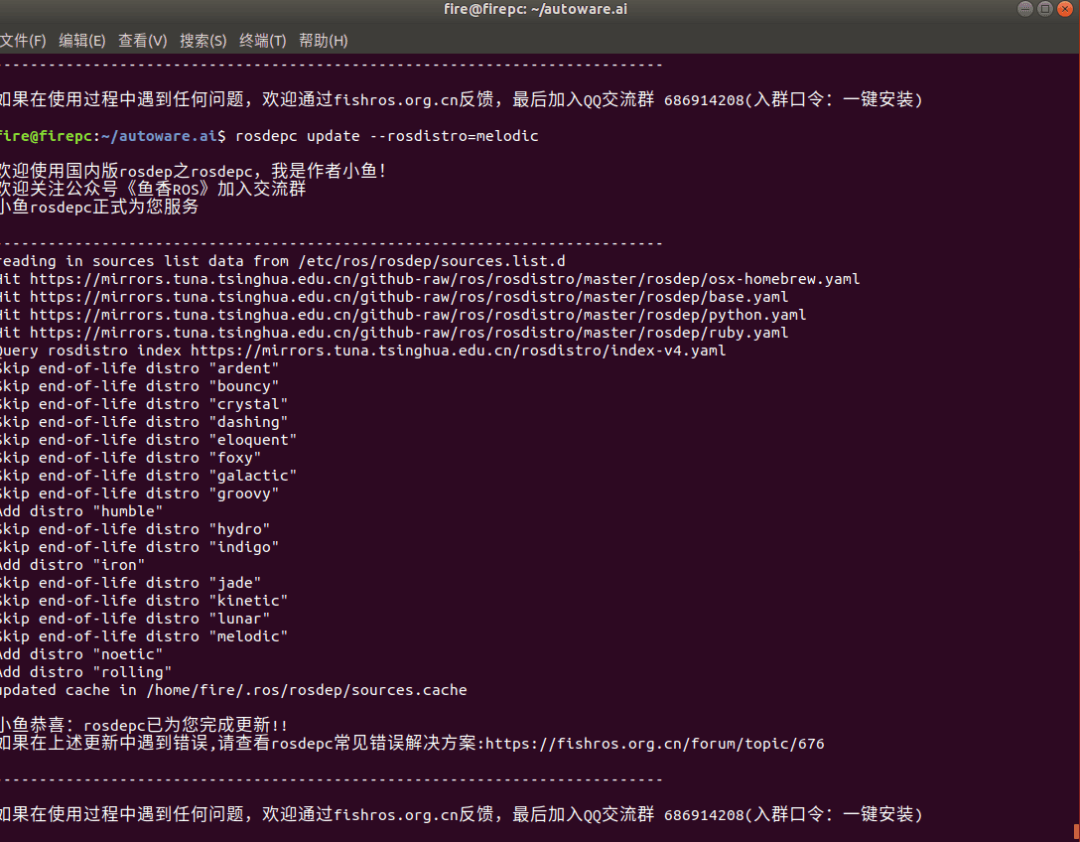 fire@firepc: ~/autoware.ai
文件(F) 编辑(E) 查看(V) 搜索(S) 终端(T) 帮助(H)
---------------------------------------------------------------------------
如果在使用过程中遇到任何问题，欢迎通过fishros.org.cn反馈，最后加入QQ交流群 686914208(入群口令：一键安装)
fire@firepc:~/autoware.ai$ rosdepc update --rosdistro=melodic
欢迎使用国内版rosdep之rosdepc，我是作者小鱼！
欢迎关注公众号《鱼香ROS》加入交流群
小鱼rosdepc正式为您服务
---------------------------------------------------------------------------
reading in sources list data from /etc/ros/rosdep/sources.list.d
Hit https://mirrors.tuna.tsinghua.edu.cn/github-raw/ros/rosdistro/master/rosdep/osx-homebrew.yaml
Hit https://mirrors.tuna.tsinghua.edu.cn/github-raw/ros/rosdistro/master/rosdep/base.yaml
Hit https://mirrors.tuna.tsinghua.edu.cn/github-raw/ros/rosdistro/master/rosdep/python.yaml
Hit https://mirrors.tuna.tsinghua.edu.cn/github-raw/ros/rosdistro/master/rosdep/ruby.yaml
Query rosdistro index https://mirrors.tuna.tsinghua.edu.cn/rosdistro/index-v4.yaml
Skip end-of-life distro "ardent"
Skip end-of-life distro "bouncy"
Skip end-of-life distro "crystal"
Skip end-of-life distro "dashing"
Skip end-of-life distro "eloquent"
Skip end-of-life distro "foxy"
Skip end-of-life distro "galactic"
Skip end-of-life distro "groovy"
Add distro "humble"
Skip end-of-life distro "hydro"
Skip end-of-life distro "indigo"
Add distro "iron"
Skip end-of-life distro "jade"
Skip end-of-life distro "kinetic"
Skip end-of-life distro "lunar"
Skip end-of-life distro "melodic"
Add distro "noetic"
Add distro "rolling"
updated cache in /home/fire/.ros/rosdep/sources.cache
小鱼恭喜：rosdepc已为您完成更新!!
如果在上述更新中遇到错误,请查看rosdepc常见错误解决方案:https://fishros.org.cn/forum/topic/676
---------------------------------------------------------------------------
如果在使用过程中遇到任何问题，欢迎通过fishros.org.cn反馈，最后加入QQ交流群 686914208(入群口令：一键安装)